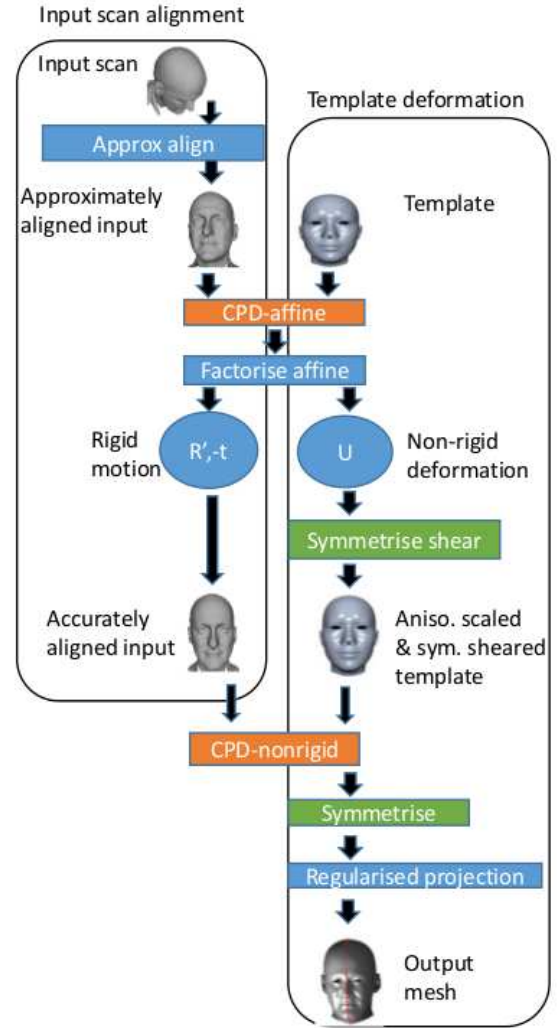 Input scan alignment
Input scan
Template deformation
Approx align
Approximately
aligned input
Template
CPD-affine
Factorise affine
Rigid
motion
R’,-t
U
Non-rigid
deformation
Symmetrise shear
Accurately
aligned input
Aniso. scaled
& sym. sheared
template
CPD-nonrigid
Symmetrise
Regularised projection
Output
mesh